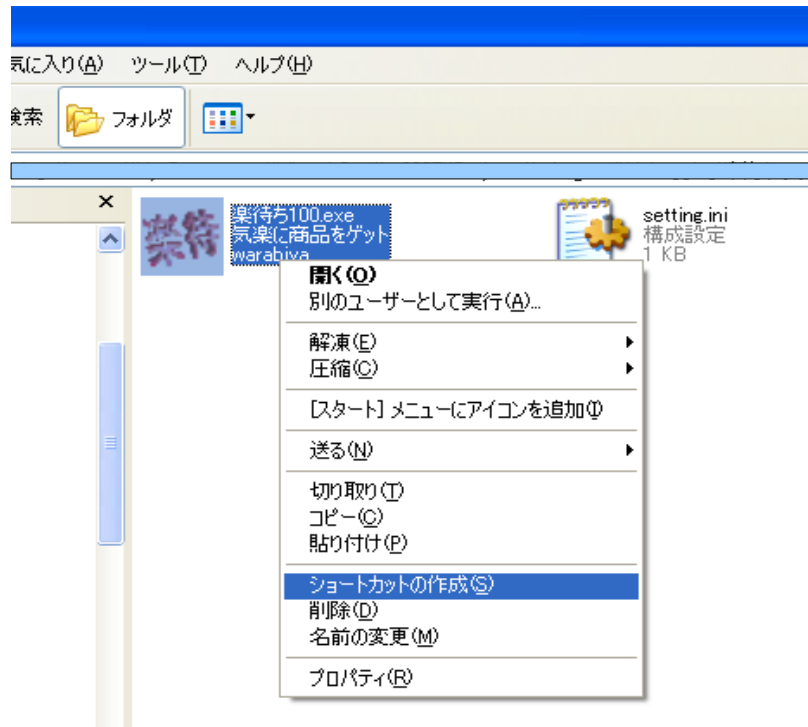 気に入り(A) ツール(T) ヘルプ(H)
検索 フォルダ
楽待ち100.exe
気楽に商品をゲット
warabiya
setting.ini
構成設定
1 KB
開く(O)
別のユーザーとして実行(A)...
解凍(E)
圧縮(C)
[スタート] メニューにアイコンを追加(I)
送る(N)
切り取り(T)
コピー(C)
貼り付け(P)
ショートカットの作成(S)
削除(D)
名前の変更(M)
プロパティ(R)